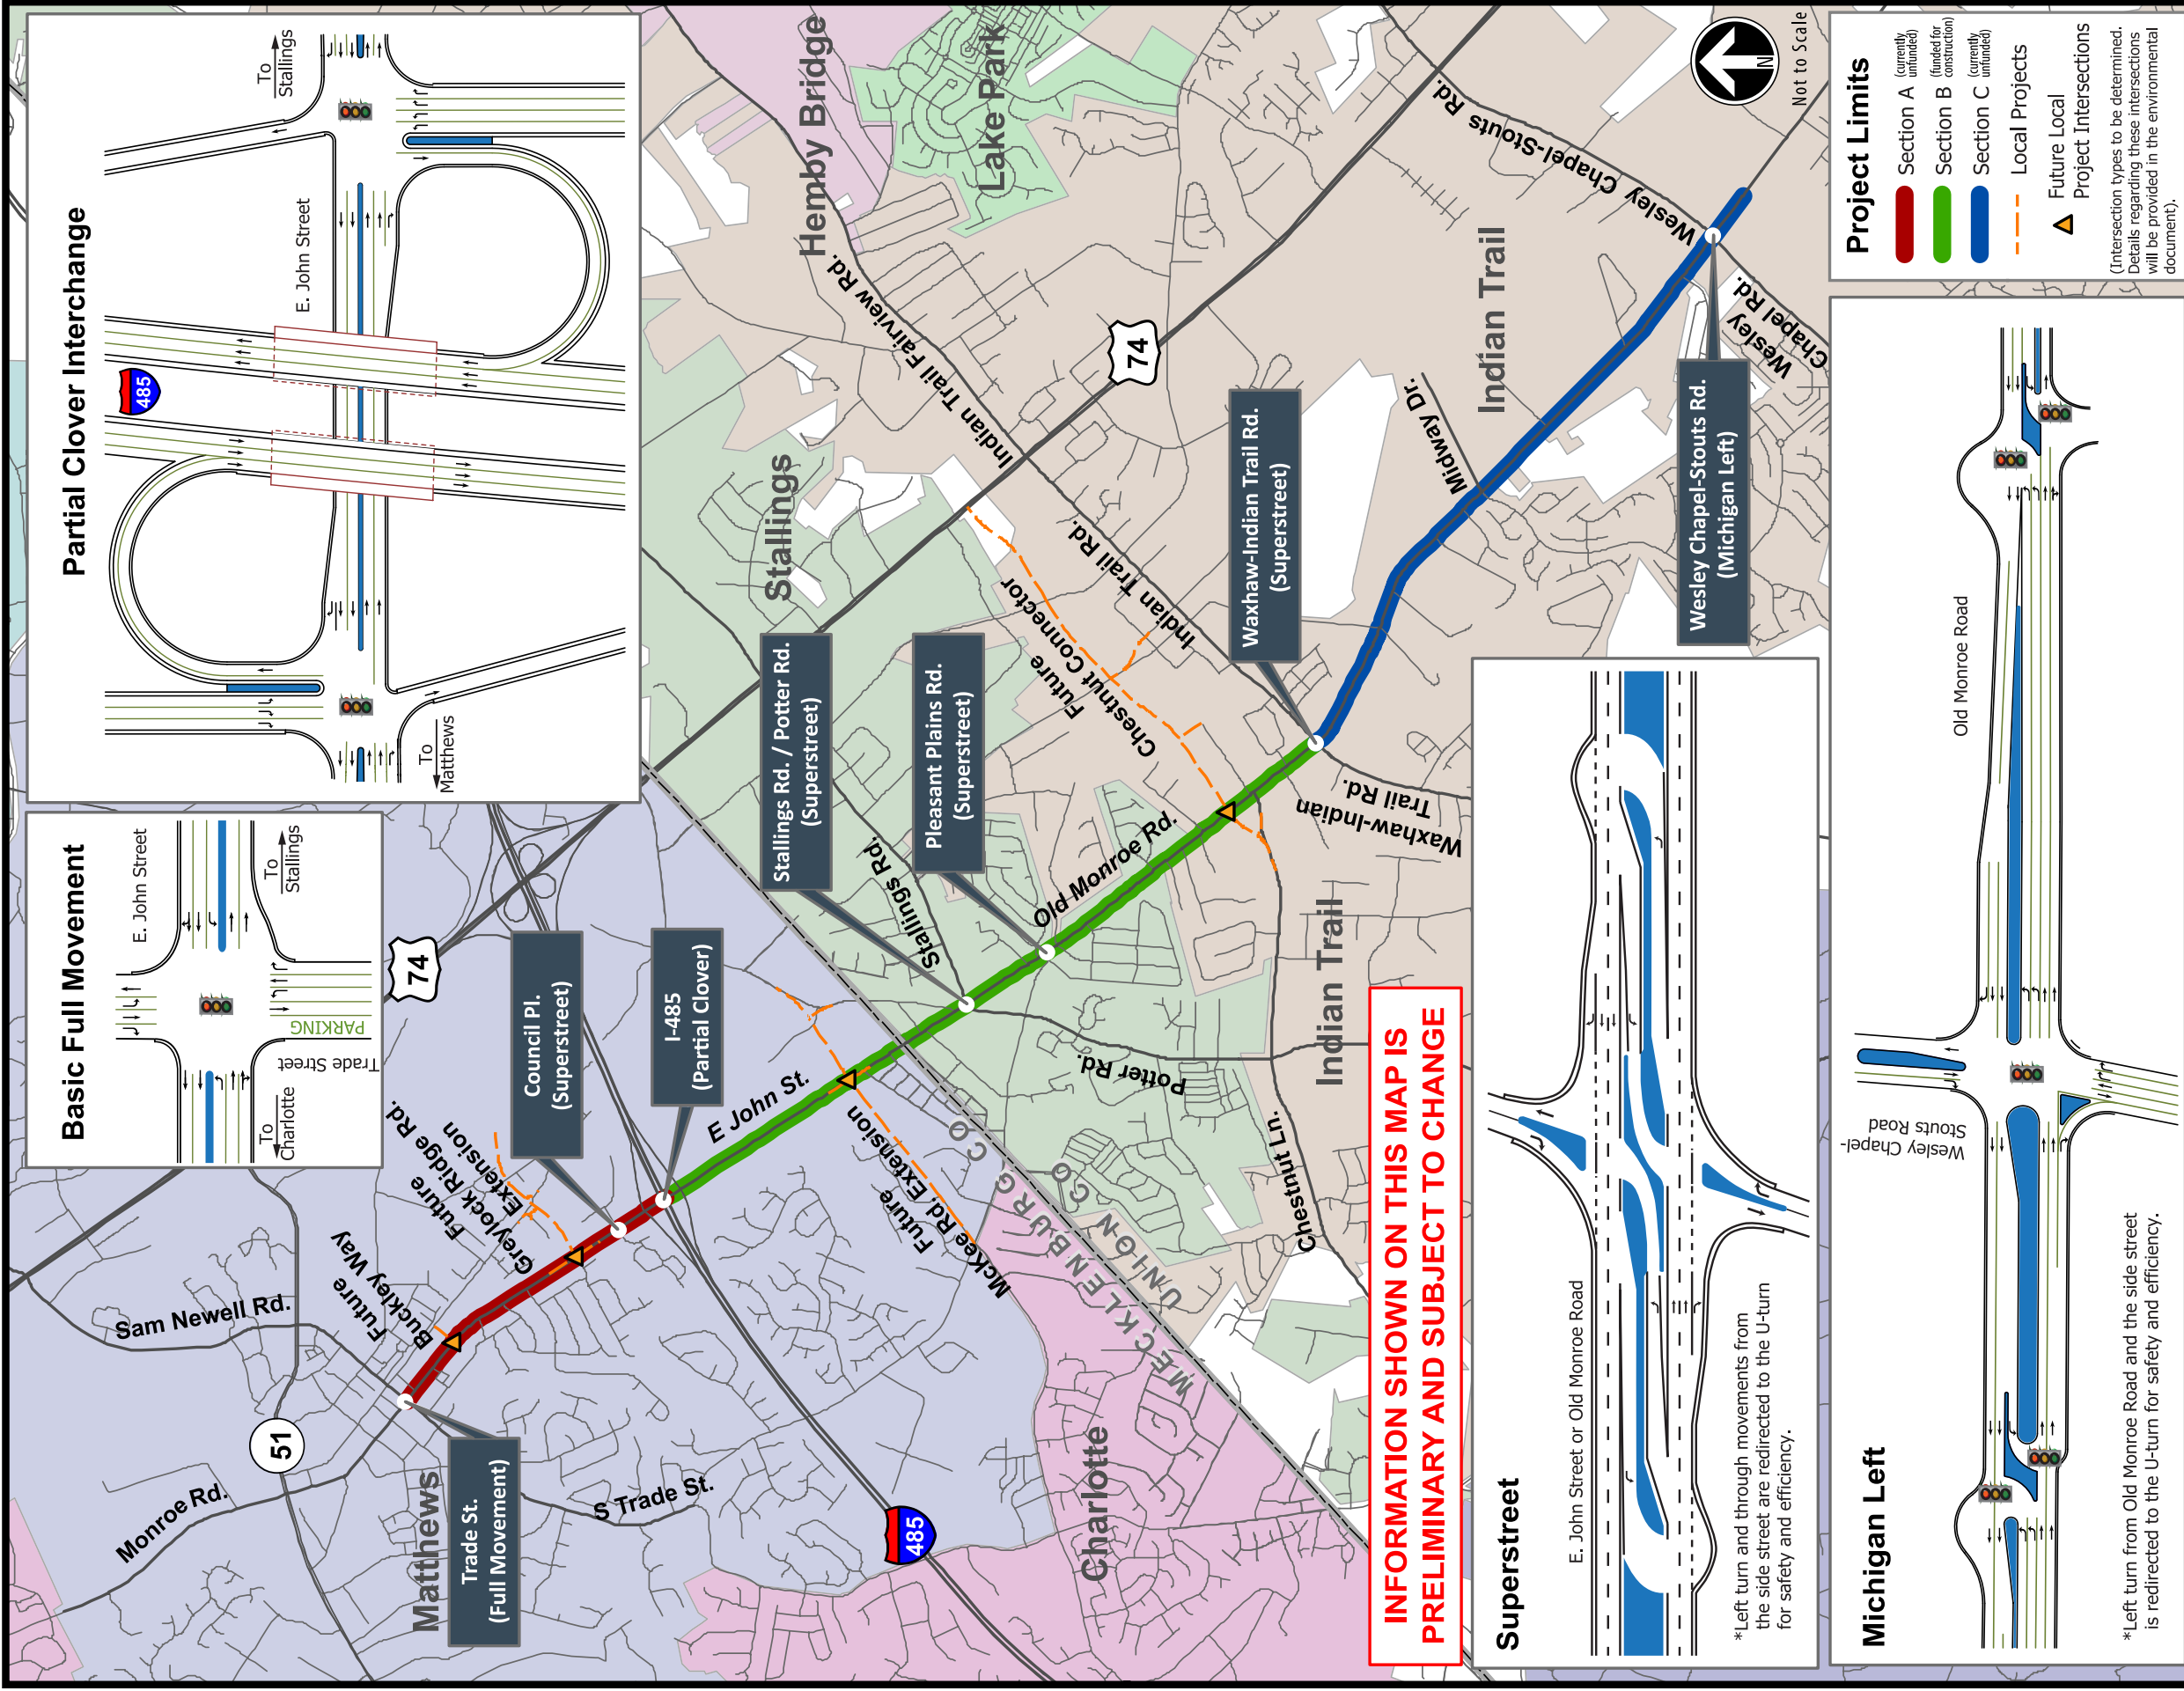 Basic Full Movement
E. John Street
To
Stallings
To
Charlotte
Trade Street
PARKING
Partial Clover Interchange
To
Stallings
E. John Street
485
To
Matthews
Hemby Bridge
Lake Park
Stallings
Indian Trail
Indian Trail
Matthews
Charlotte
MECKLENBURG CO
UNION CO
Monroe Rd.
Sam Newell Rd.
S Trade St.
51
74
74
485
Future
Buckley Way
Future
Greylock Ridge Rd.
Extension
E John St.
Future
McKee Rd. Extension
Stallings Rd.
Potter Rd.
Old Monroe Rd.
Chestnut Ln.
Future
Chestnut Connector
Indian Trail Rd.
Indian Trail Fairview Rd.
Waxhaw-Indian
Trail Rd.
Midway Dr.
Wesley Chapel-Stouts Rd.
Wesley
Chapel Rd.
Trade St.
(Full Movement)
Council Pl.
(Superstreet)
I-485
(Partial Clover)
Stallings Rd. / Potter Rd.
(Superstreet)
Pleasant Plains Rd.
(Superstreet)
Waxhaw-Indian Trail Rd.
(Superstreet)
Wesley Chapel-Stouts Rd.
(Michigan Left)
INFORMATION SHOWN ON THIS MAP IS
PRELIMINARY AND SUBJECT TO CHANGE
Superstreet
E. John Street or Old Monroe Road
*Left turn and through movements from
the side street are redirected to the U-turn
for safety and efficiency.
Michigan Left
Wesley Chapel-
Stouts Road
Old Monroe Road
*Left turn from Old Monroe Road and the side street
is redirected to the U-turn for safety and efficiency.
N
Not to Scale
Project Limits
Section A (currently unfunded)
Section B (funded for construction)
Section C (currently unfunded)
Local Projects
Future Local
Project Intersections
(Intersection types to be determined.
Details regarding these intersections
will be provided in the environmental
document).